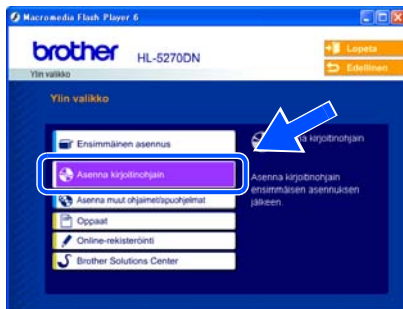 Macromedia Flash Player 6
brother
HL-5270DN
Lopeta
Edellinen
Ylin valikko
Ylin valikko
Ensimmäinen asennus
Asenna kirjoitinohjain
Asenna muut ohjaimet/apuohjelmat
Oppaat
Online-rekisteröinti
Brother Solutions Center
kirjoitinohjain
Asenna kirjoitinohjain
ensimmäisen asennuksen
jälkeen.